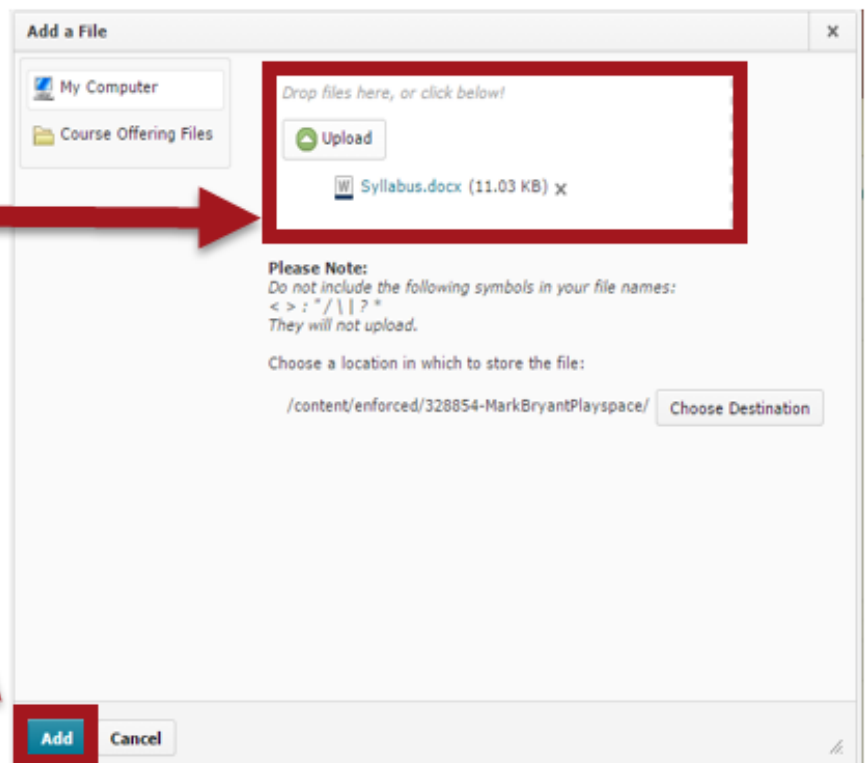 Add a File x
My Computer
Course Offering Files
Drop files here, or click below!
Upload
W Syllabus.docx (11.03 KB) x
Please Note:
Do not include the following symbols in your file names:
< > : " / \ | ? *
They will not upload.
Choose a location in which to store the file:
/content/enforced/328854-MarkBryantPlayspace/ Choose Destination
Add Cancel